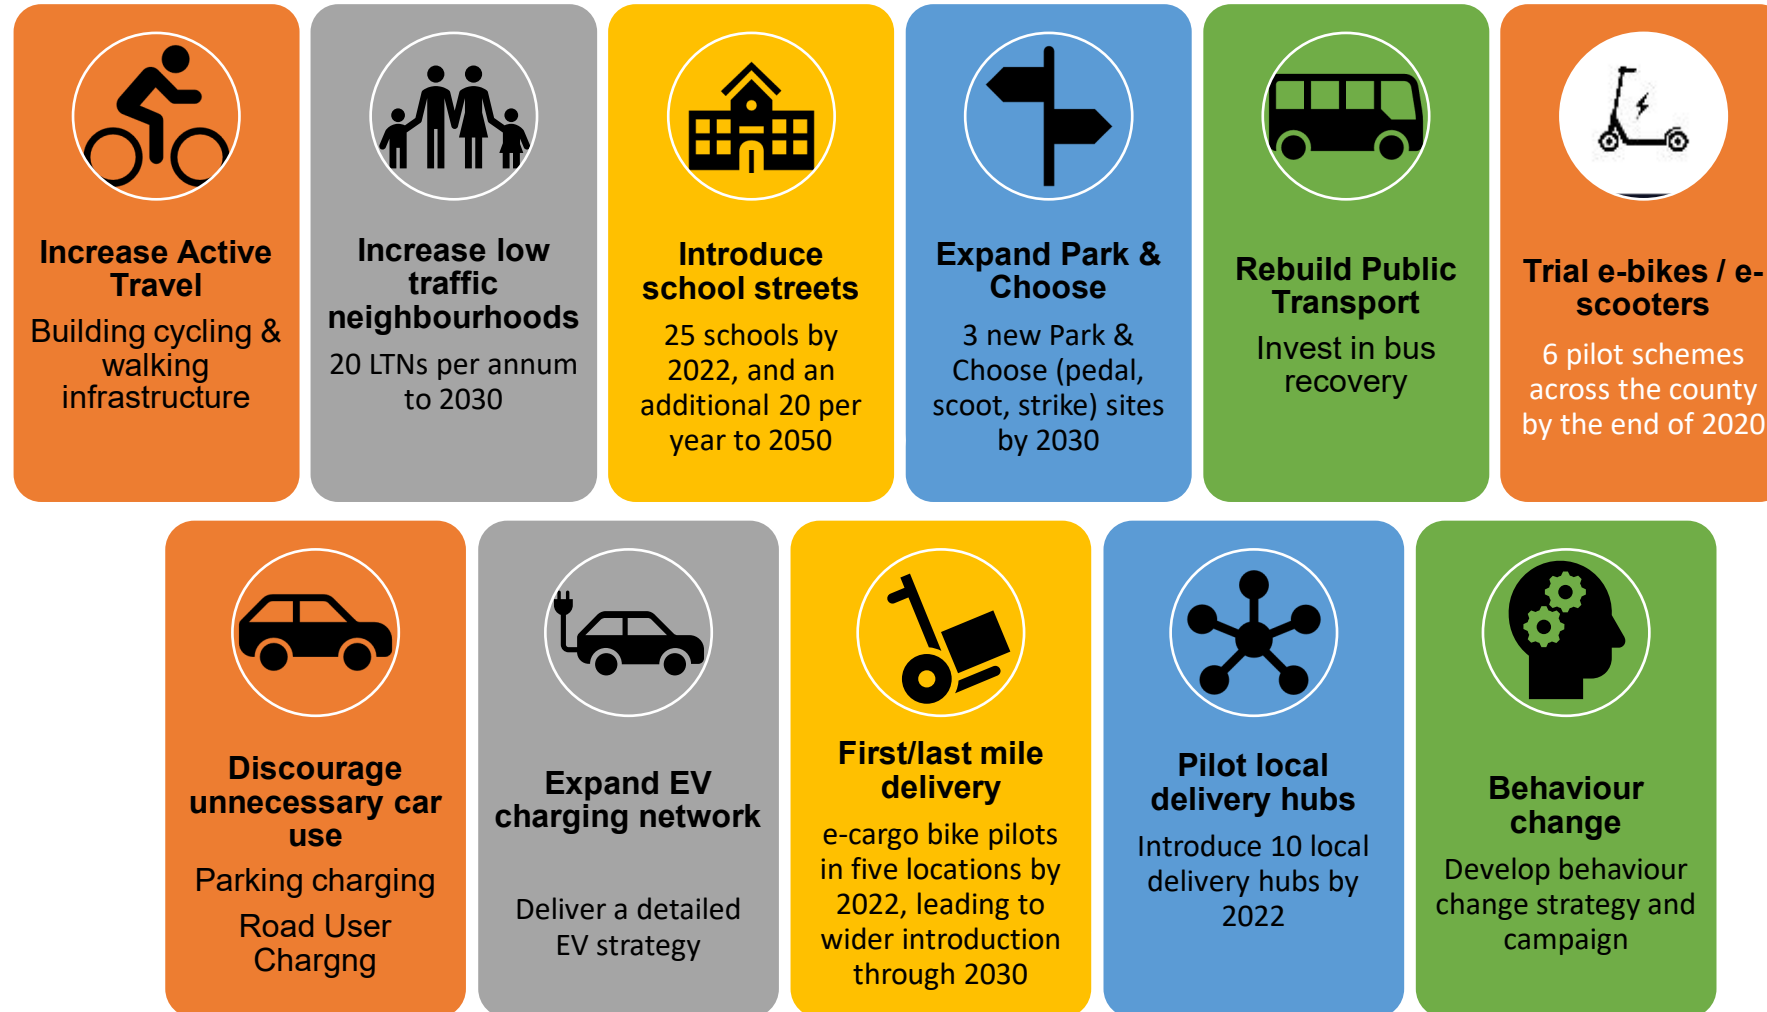 Increase Active
Travel
Building cycling &
walking
infrastructure
Increase low
traffic
neighbourhoods
20 LTNs per annum
to 2030
Introduce
school streets
25 schools by
2022, and an
additional 20 per
year to 2050
Expand Park &
Choose
3 new Park &
Choose (pedal,
scoot, strike) sites
by 2030
Rebuild Public
Transport
Invest in bus
recovery
Trial e-bikes / e-
scooters
6 pilot schemes
across the county
by the end of 2020
Discourage
unnecessary car
use
Parking charging
Road User
Chargng
Expand EV
charging network
Deliver a detailed
EV strategy
First/last mile
delivery
e-cargo bike pilots
in five locations by
2022, leading to
wider introduction
through 2030
Pilot local
delivery hubs
Introduce 10 local
delivery hubs by
2022
Behaviour
change
Develop behaviour
change strategy and
campaign